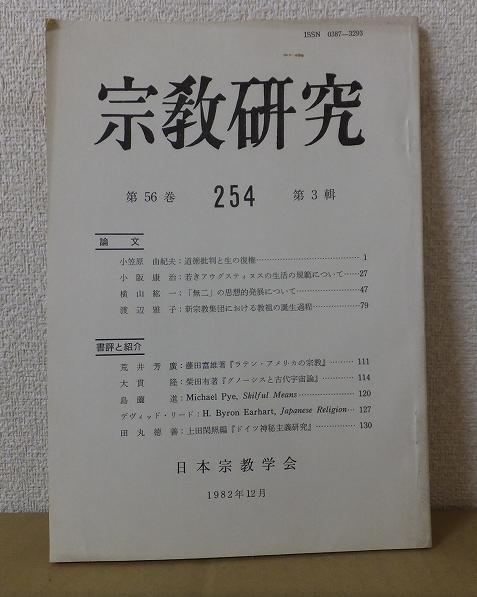 ISSN 0387—3293
宗教研究
第56巻 254 第3輯
論文
小笠原 由紀夫：道徳批判と生の復権………1
小阪康治：若きアウグスティヌスの生活の規範について……27
横山紘一：「無二」の思想的発展について………47
渡辺雅子：新宗教集団における教祖の誕生過程………79
書評と紹介
荒井芳廣：藤田富雄著『ラテン・アメリカの宗教』………111
大貫隆：柴田有著『グノーシスと古代宇宙論』………114
島薗進：Michael Pye, Skilful Means………120
デヴィッド・リード：H. Byron Earhart, Japanese Religion…127
田丸徳善：上田閑照編『ドイツ神秘主義研究』………130
日本宗教学会
1982年12月